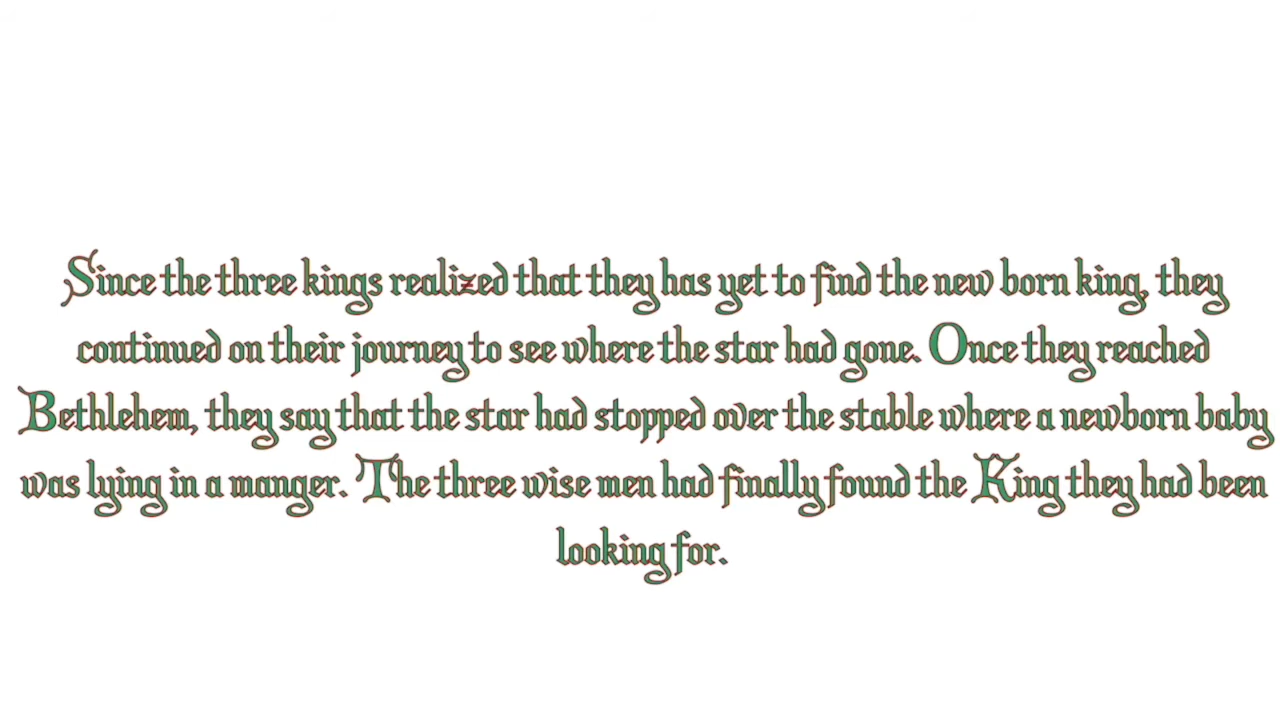 Since the three kings realized that they has yet to find the new born king, they
continued on their journey to see where the star had gone. Once they reached
Bethlehem, they say that the star had stopped over the stable where a newborn baby
was lying in a manger. The three wise men had finally found the King they had been
looking for.